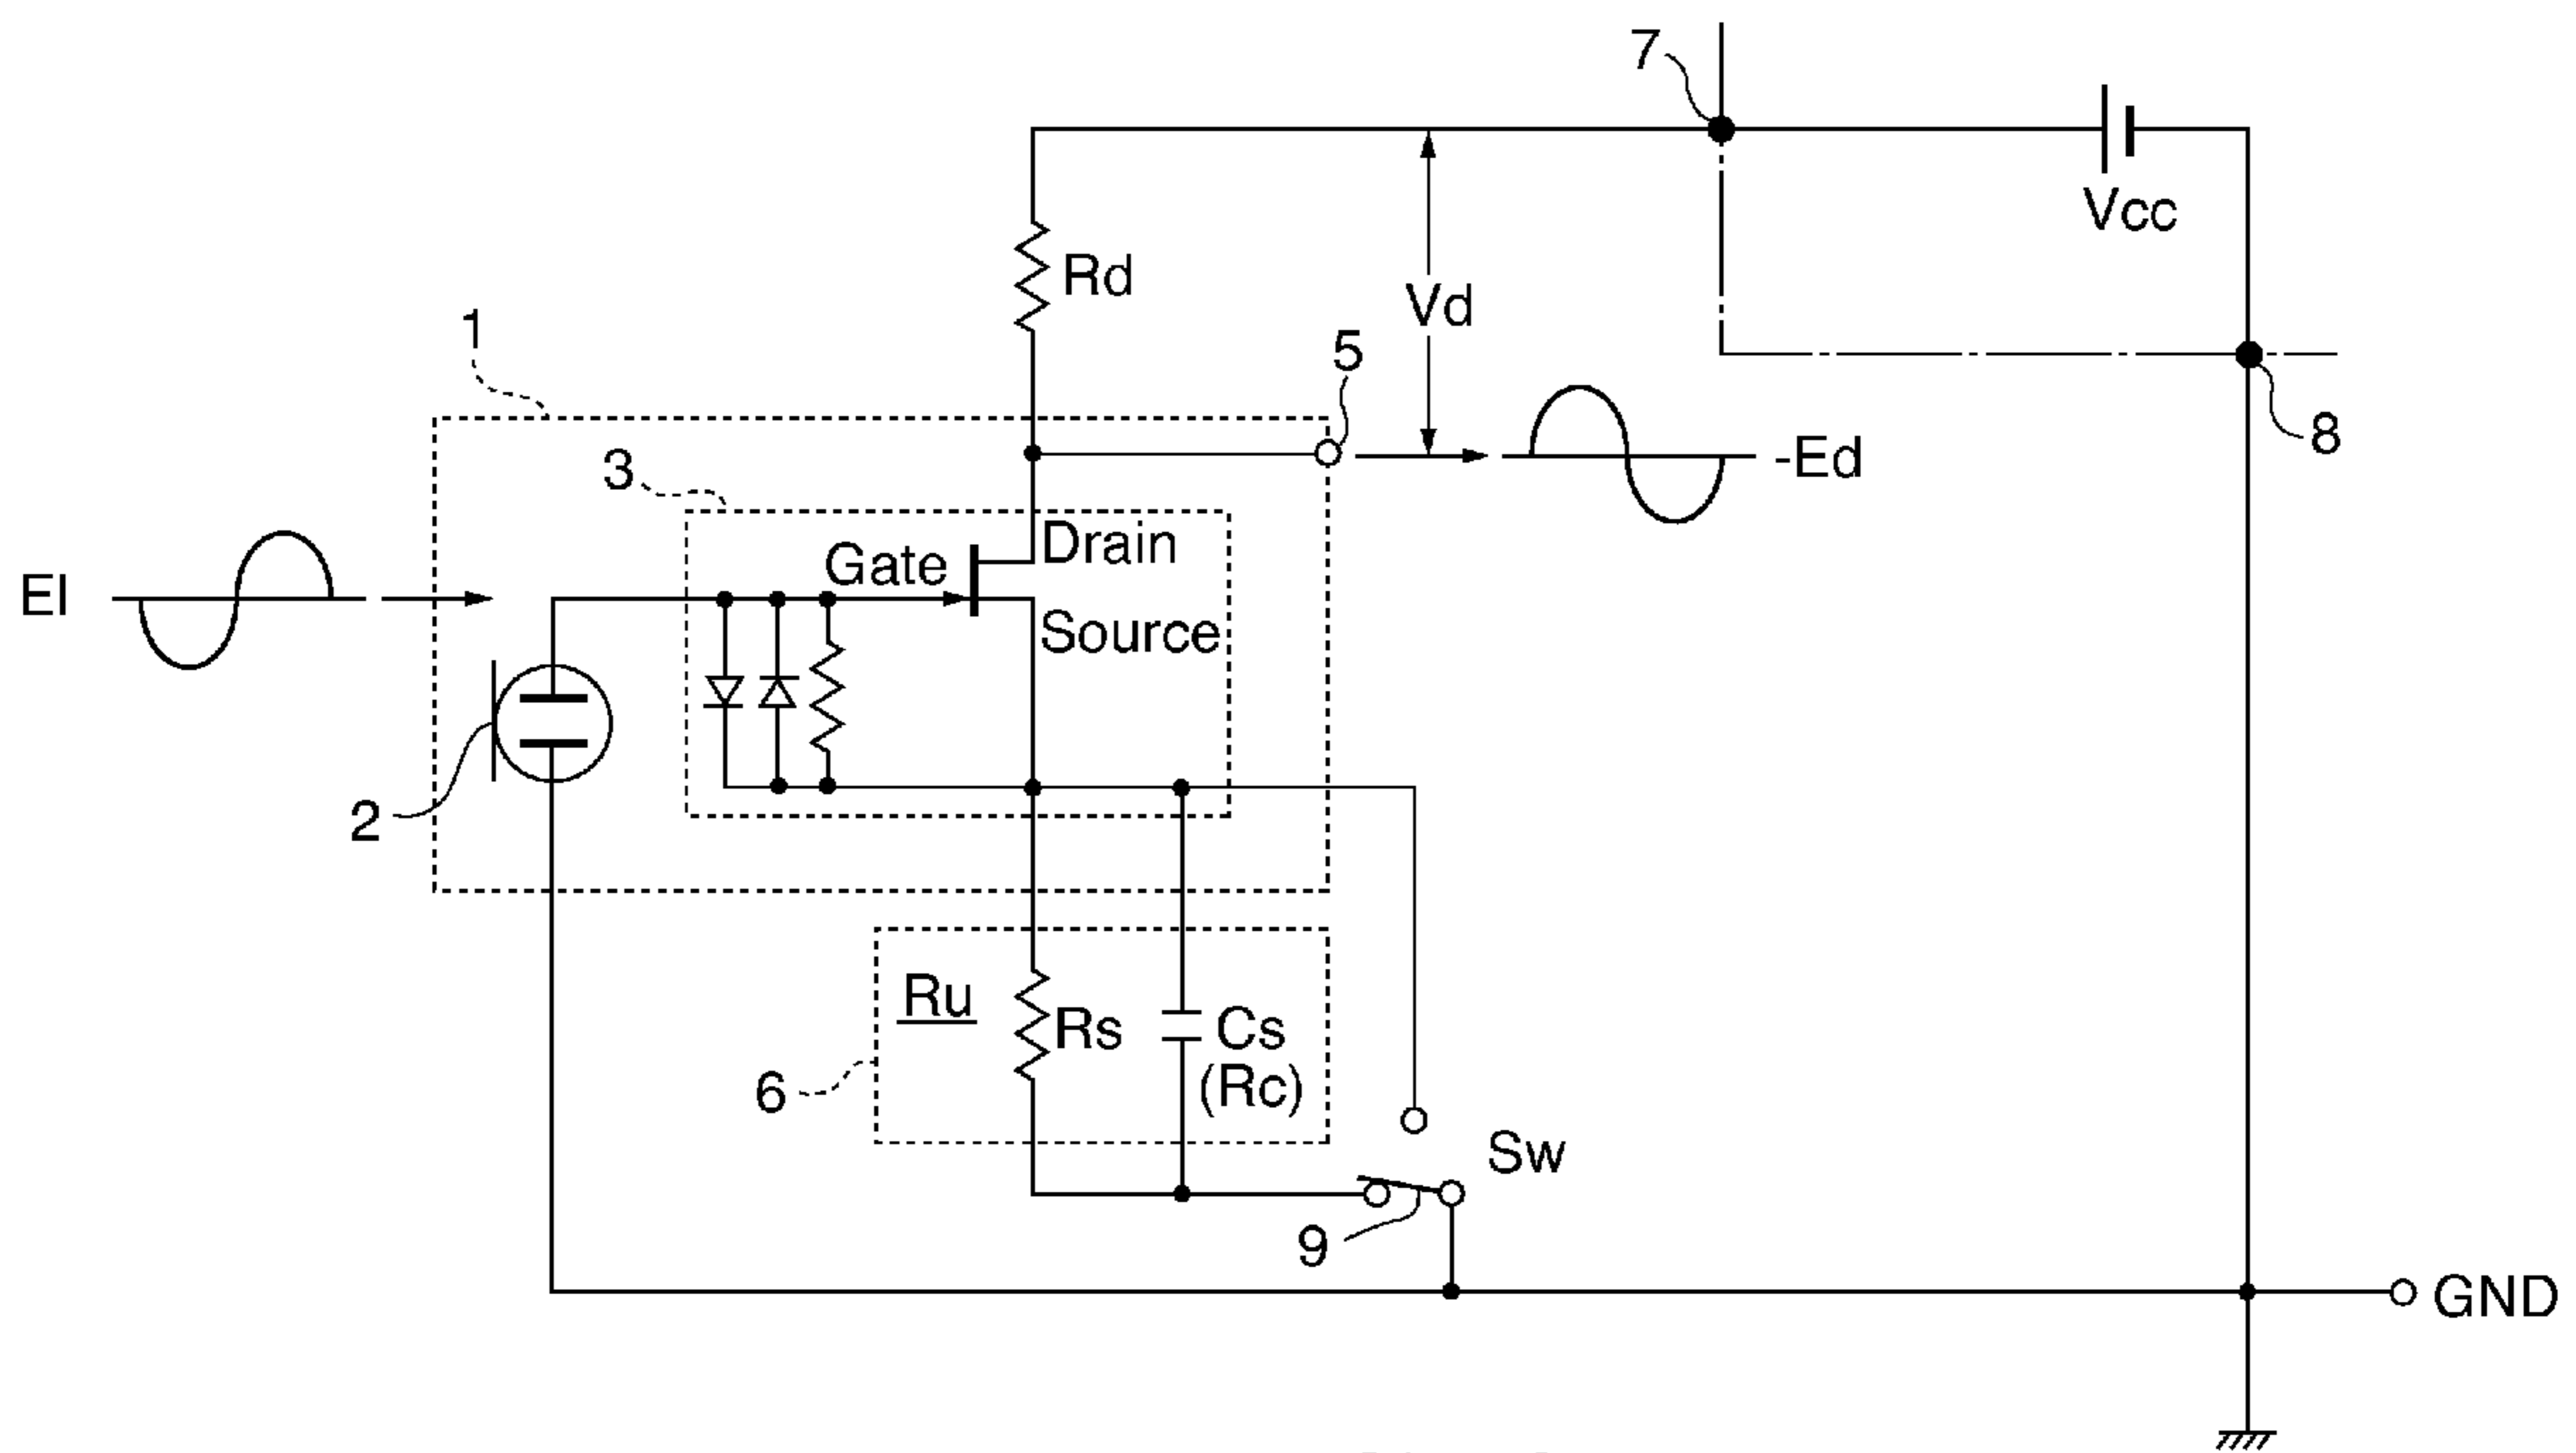 7
Vcc
Rd
1
Vd
5
8
3
-Ed
Drain
Gate
EI
Source
2
Ru
Rs
Cs
(Rc)
6
Sw
9
GND